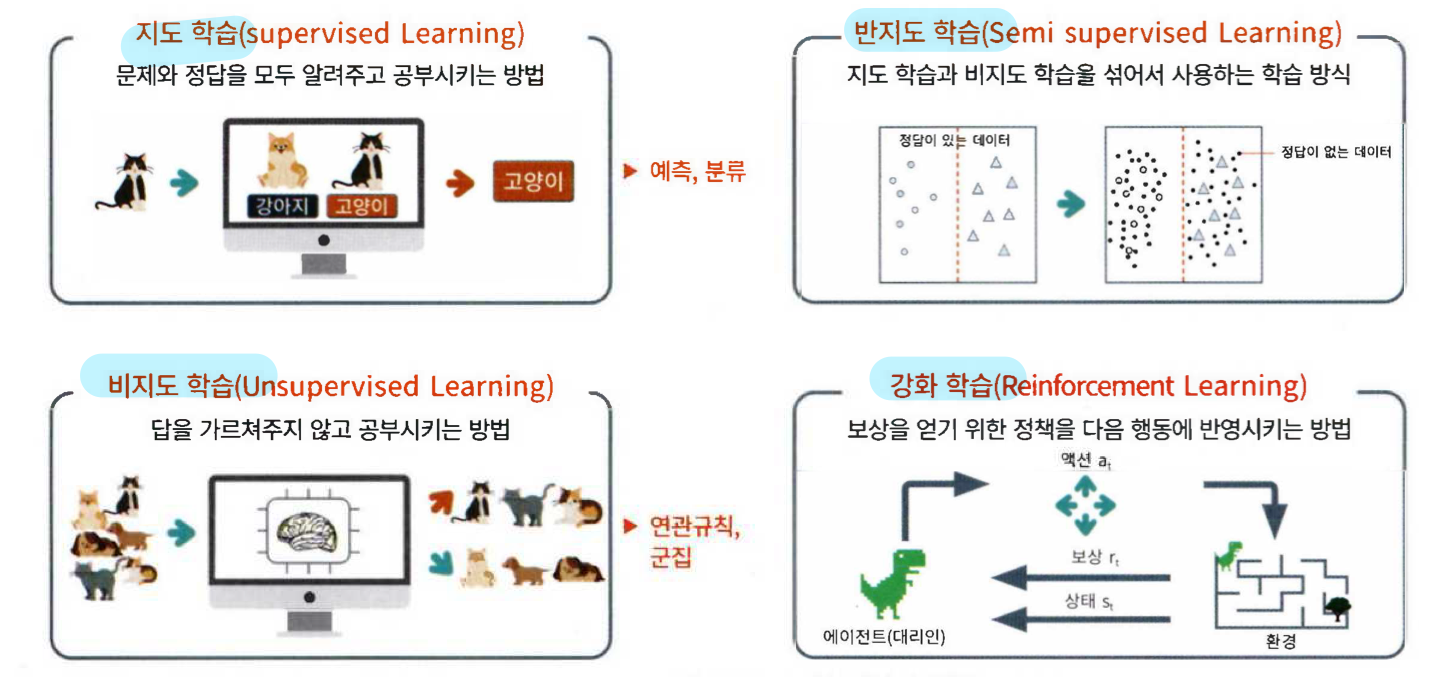 지도 학습(supervised Learning)
문제와 정답을 모두 알려주고 공부시키는 방법
강아지
고양이
고양이
▶ 예측, 분류
반지도 학습(Semi supervised Learning)
지도 학습과 비지도 학습을 섞어서 사용하는 학습 방식
정답이 있는 데이터
정답이 없는 데이터
비지도 학습(Unsupervised Learning)
답을 가르쳐주지 않고 공부시키는 방법
▶ 연관규칙,
군집
강화 학습(Reinforcement Learning)
보상을 얻기 위한 정책을 다음 행동에 반영시키는 방법
액션 aₜ
보상 rₜ
상태 sₜ
에이전트(대리인)
환경